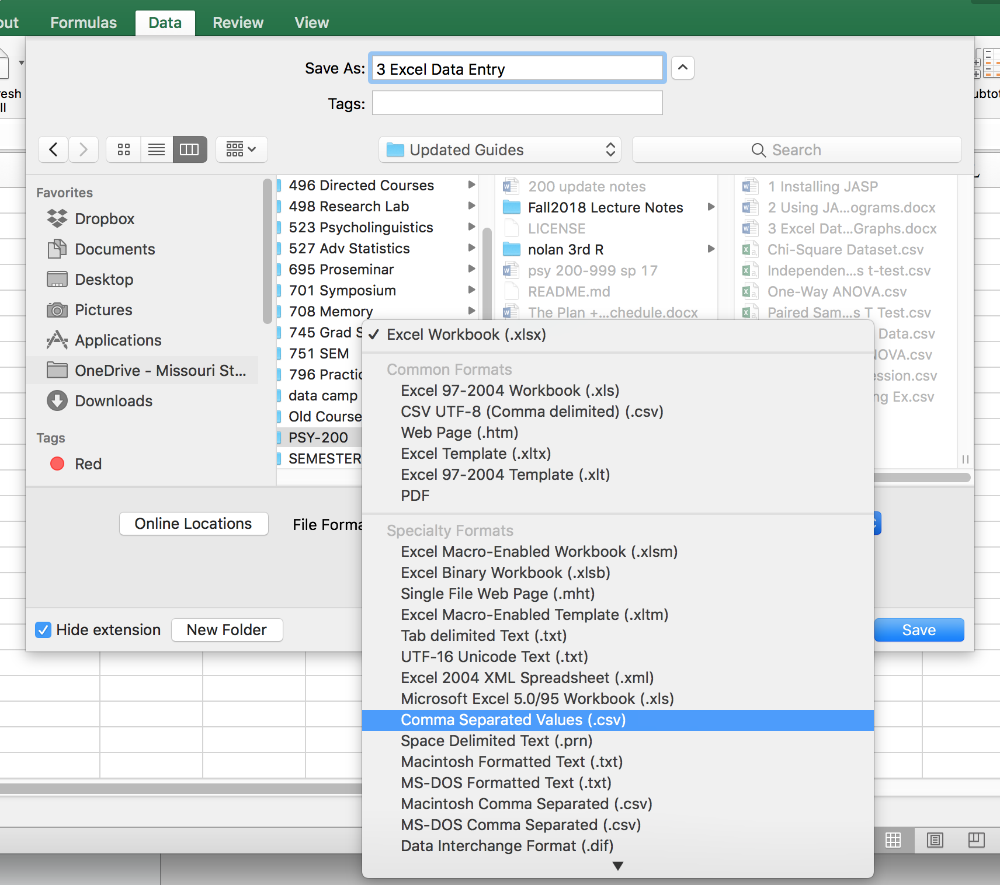 out
Formulas
Data
Review
View
Save As:
3 Excel Data Entry
Tags:
resh
ll
ubtot
Updated Guides
Search
Favorites
Dropbox
Documents
Desktop
Pictures
Applications
OneDrive - Missouri St...
Downloads
Tags
Red
496 Directed Courses
498 Research Lab
523 Psycholinguistics
527 Adv Statistics
695 Proseminar
701 Symposium
708 Memory
745 Grad S
751 SEM
796 Practic
data camp
Old Course
PSY-200
SEMESTER
200 update notes
Fall2018 Lecture Notes
LICENSE
nolan 3rd R
psy 200-999 sp 17
README.md
The Plan +...chedule.docx
1 Installing JASP
2 Using JA...ograms.docx
3 Excel Dat...Graphs.docx
Chi-Square Dataset.csv
Independen...s t-test.csv
One-Way ANOVA.csv
Paired Sam...s T Test.csv
Data.csv
OVA.csv
ession.csv
ng Ex.csv
Excel Workbook (.xlsx)
Common Formats
Excel 97-2004 Workbook (.xls)
CSV UTF-8 (Comma delimited) (.csv)
Web Page (.htm)
Excel Template (.xltx)
Excel 97-2004 Template (.xlt)
PDF
Specialty Formats
Excel Macro-Enabled Workbook (.xlsm)
Excel Binary Workbook (.xlsb)
Single File Web Page (.mht)
Excel Macro-Enabled Template (.xltm)
Tab delimited Text (.txt)
UTF-16 Unicode Text (.txt)
Excel 2004 XML Spreadsheet (.xml)
Microsoft Excel 5.0/95 Workbook (.xls)
Comma Separated Values (.csv)
Space Delimited Text (.prn)
Macintosh Formatted Text (.txt)
MS-DOS Formatted Text (.txt)
Macintosh Comma Separated (.csv)
MS-DOS Comma Separated (.csv)
Data Interchange Format (.dif)
Online Locations
File Forma
Hide extension
New Folder
Save